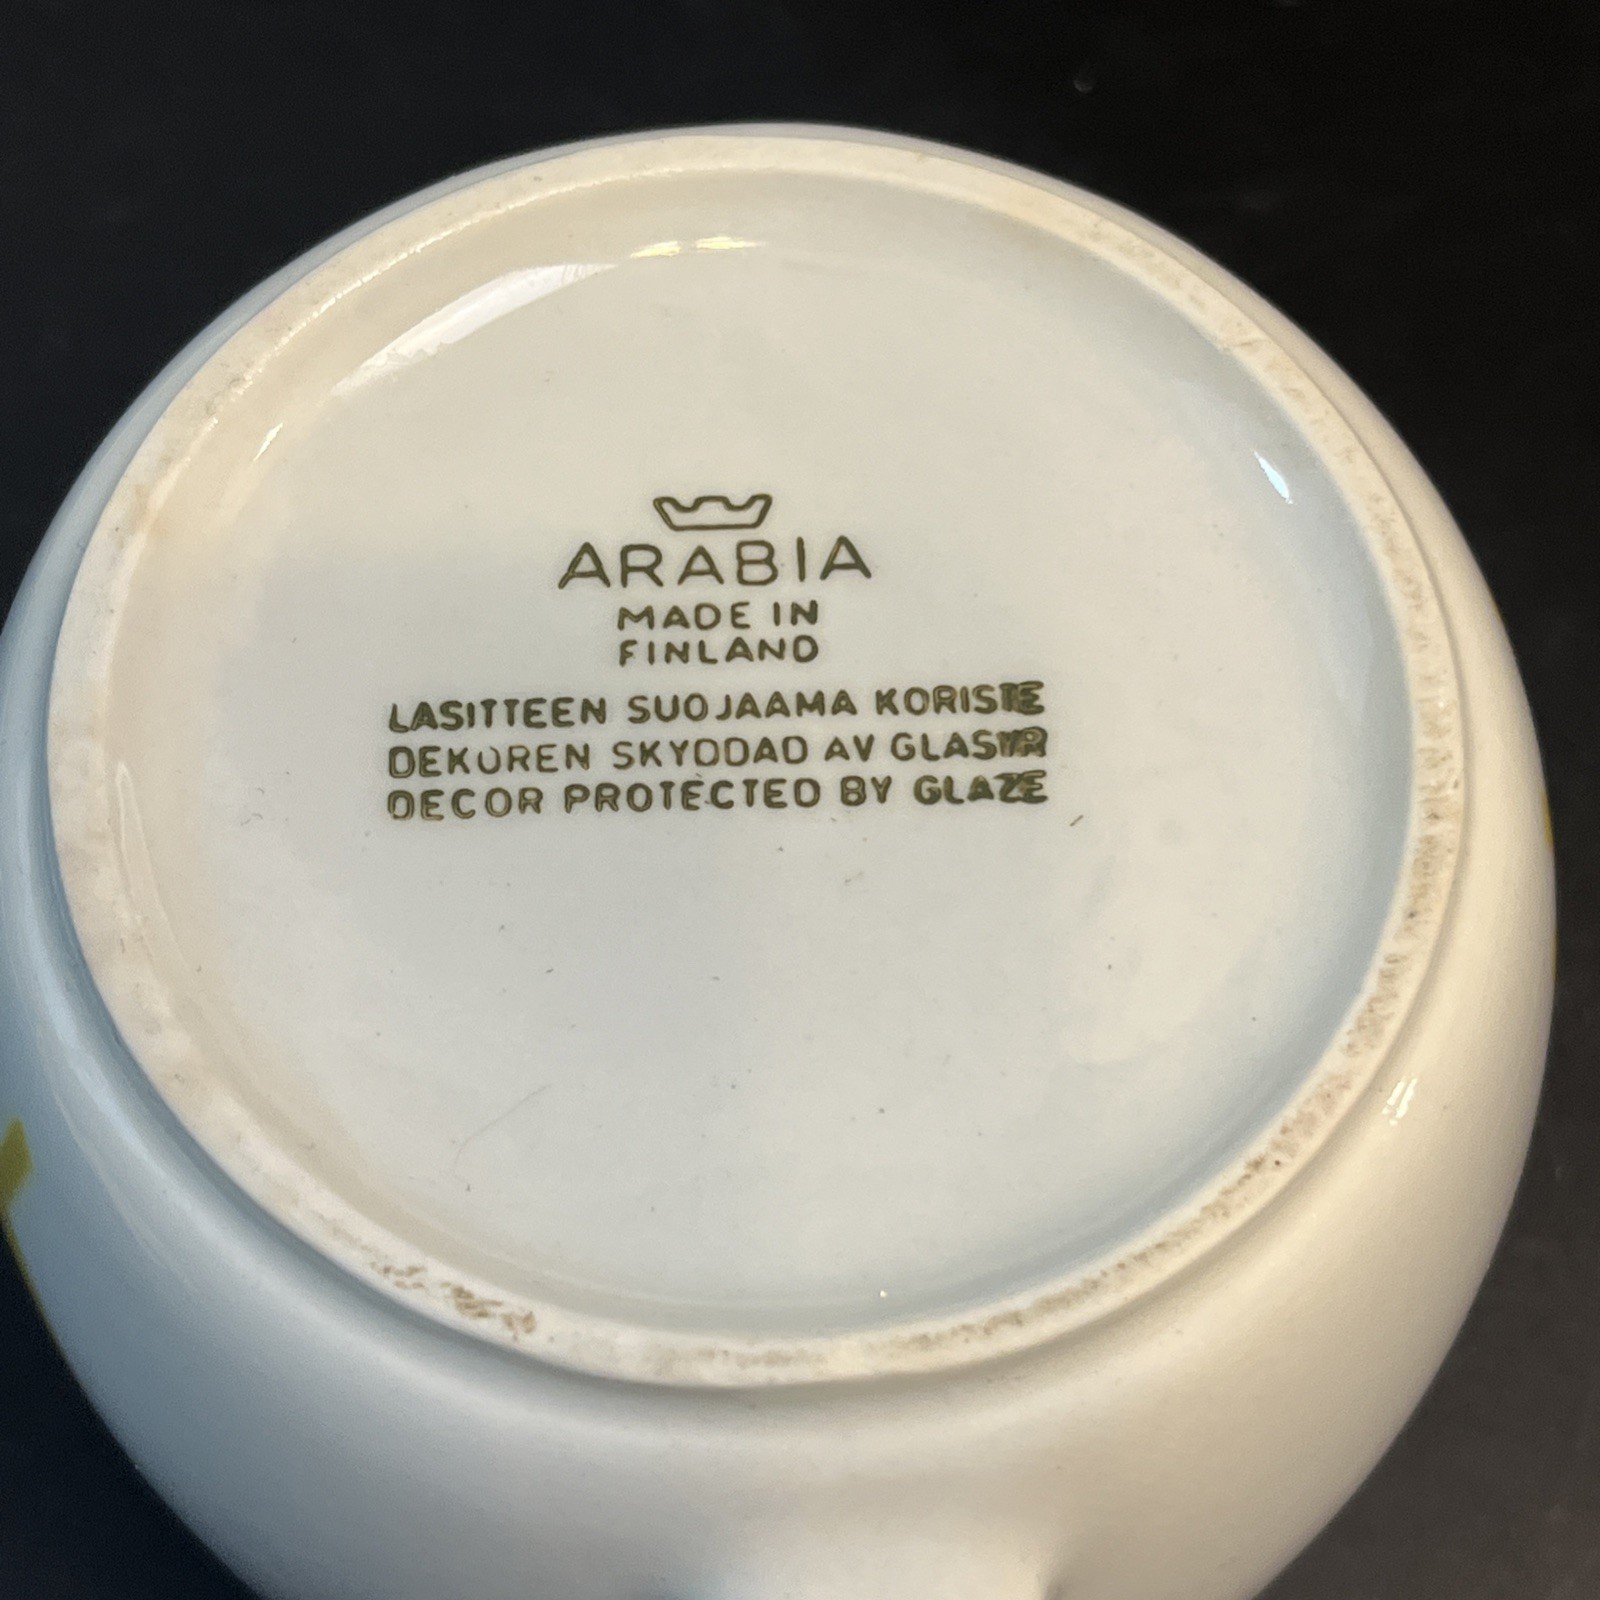 ARABIA
MADE IN
FINLAND
LASITTEEN SUOJAAMA KORISTE
DEKOREN SKYDDAD AV GLASYR
DECOR PROTECTED BY GLAZE